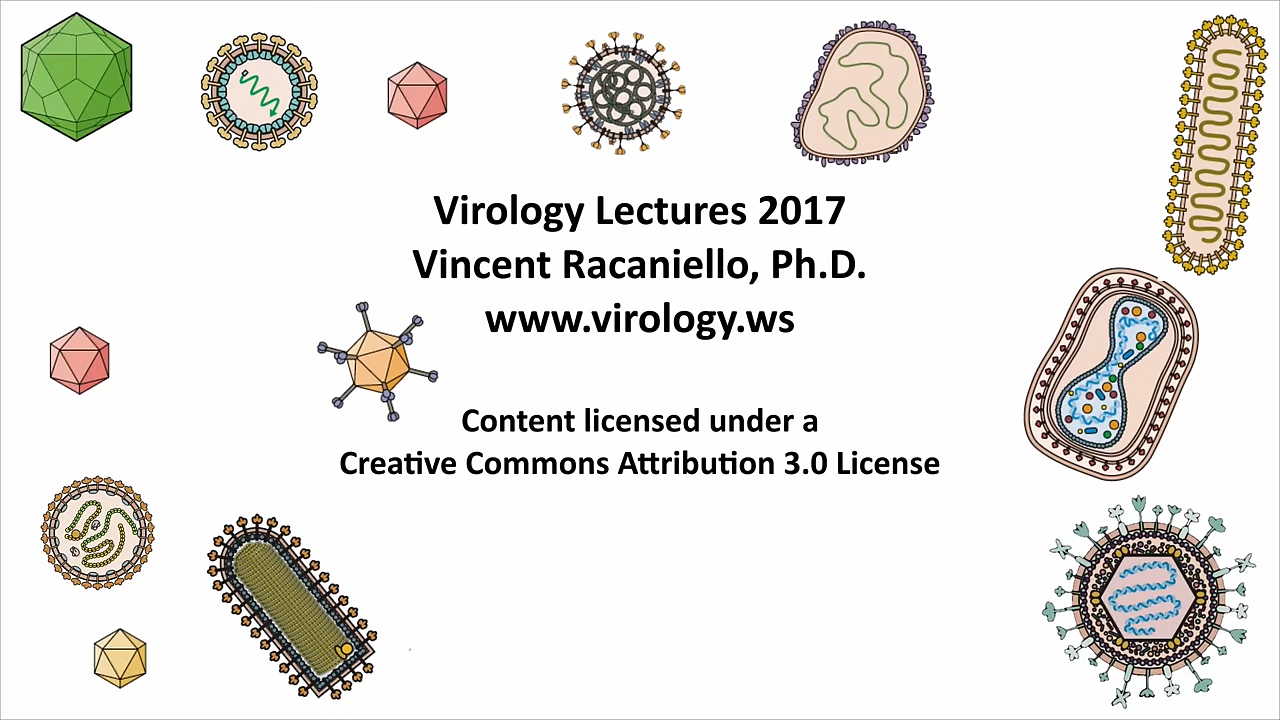 Virology Lectures 2017
Vincent Racaniello, Ph.D.
www.virology.ws
Content licensed under a
Creative Commons Attribution 3.0 License